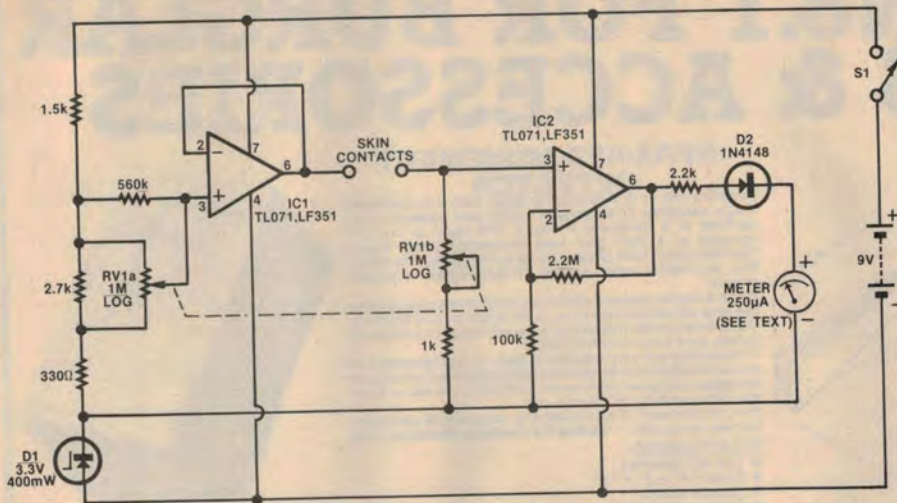 1.5k
560k
2
3
7
6
4
IC1
TL071,LF351
SKIN
CONTACTS
IC2
TL071,LF351
3
2
7
6
4
2.2k
D2
1N4148
S1
+
9V
-
RV1a
1M
LOG
2.7k
330Ω
RV1b
1M
LOG
1k
2.2M
100k
+
METER
250µA
(SEE TEXT)
-
D1
3.3V
400mW
& ACCESSORIES